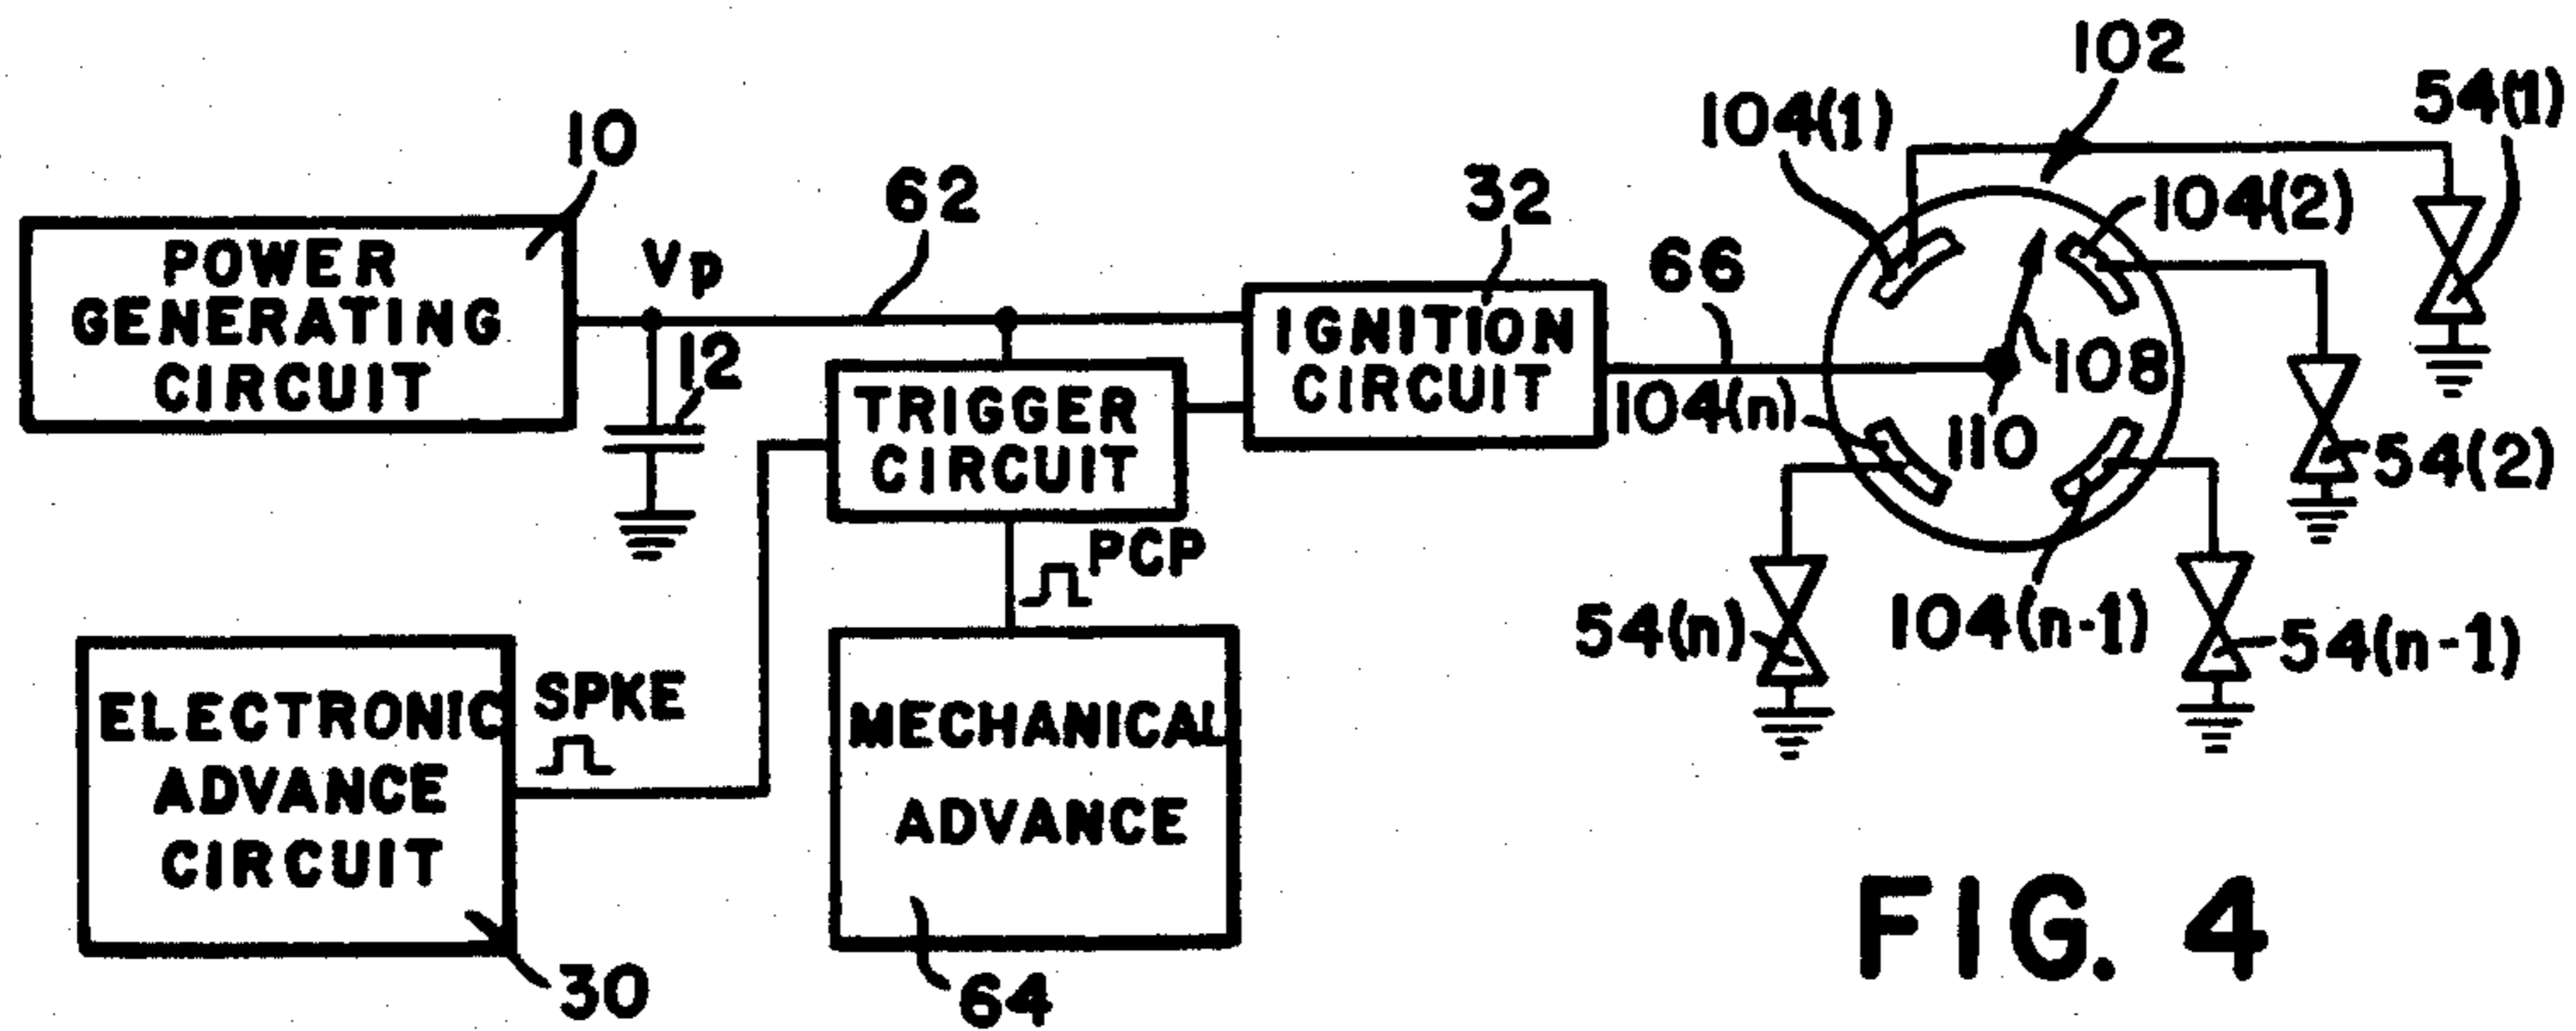 102
54(1)
104(1)
10
62
32
104(2)
POWER
GENERATING
CIRCUIT
Vp
66
IGNITION
CIRCUIT
12
108
TRIGGER
CIRCUIT
104(n)
110
54(2)
PCP
54(n)
104(n-1)
54(n-1)
ELECTRONIC
ADVANCE
CIRCUIT
SPKE
MECHANICAL
ADVANCE
30
64
FIG. 4